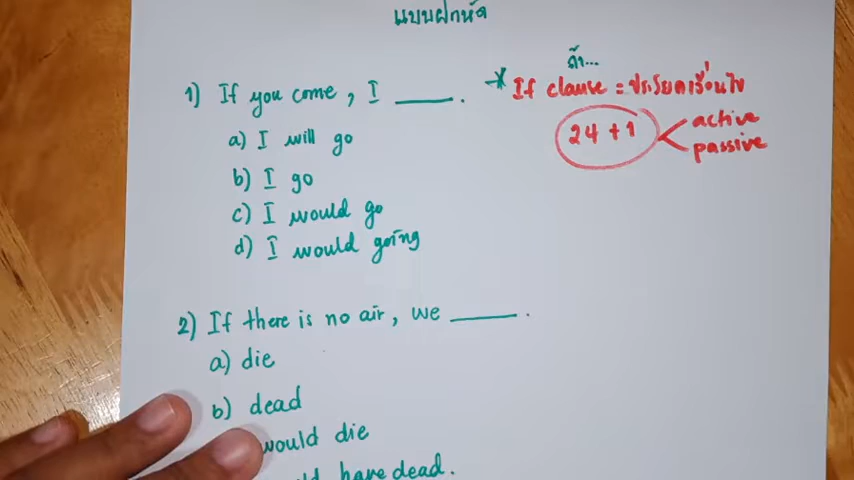 แบบฝึกหัด
1) If you come, I ____.
a) I will go
b) I go
c) I would go
d) I would going
ถ้า...
If clause = ประโยคเงื่อนไข
24 + 1
active
passive
2) If there is no air, we ____.
a) die
b) dead
would die
have dead.